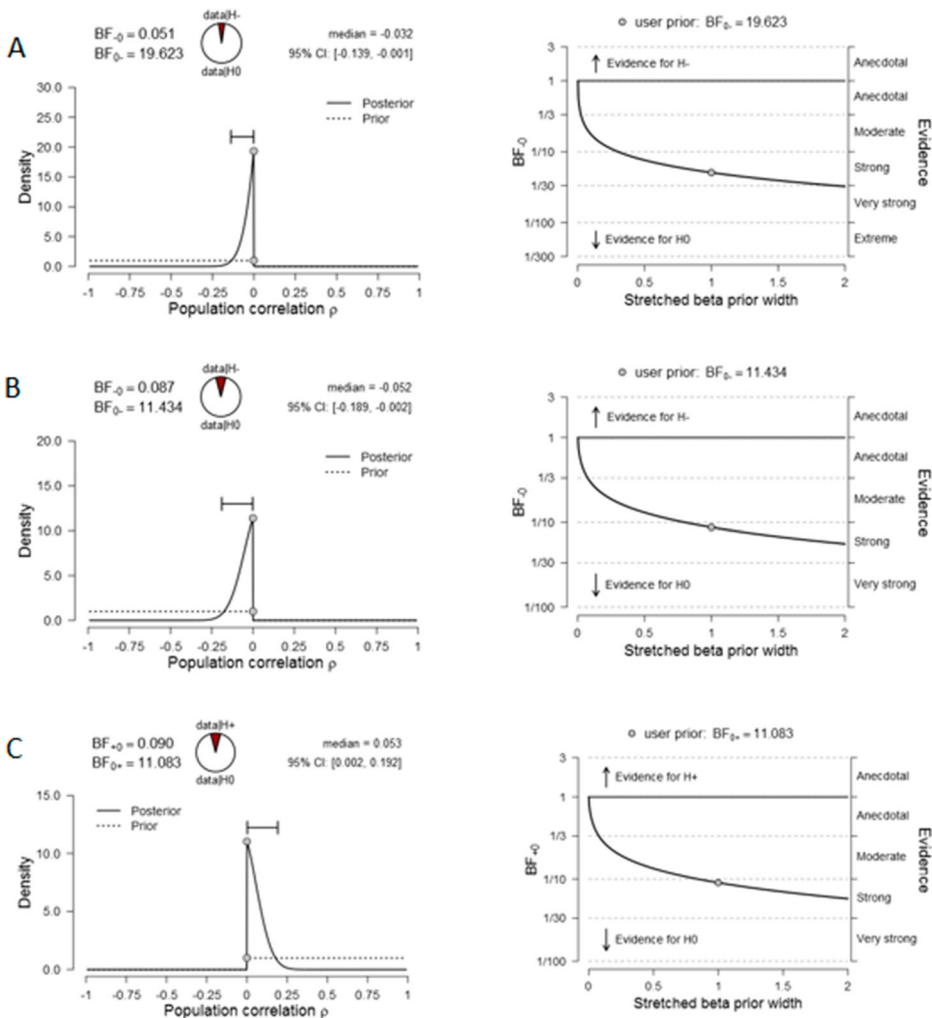 A
BF-0 = 0.051
BF0- = 19.623
data|H-
data|H0
median = -0.032
95% CI: [-0.139, -0.001]
Posterior
Prior
30.0
25.0
20.0
15.0
10.0
5.0
0.0
Density
-1 -0.75 -0.5 -0.25 0 0.25 0.5 0.75 1
Population correlation ρ
user prior: BF0- = 19.623
Evidence for H-
Evidence for H0
3
1
1/3
1/10
1/30
1/100
1/300
BF-0
Anecdotal
Anecdotal
Moderate
Strong
Very strong
Extreme
Evidence
0 0.5 1 1.5 2
Stretched beta prior width
B
BF-0 = 0.087
BF0- = 11.434
data|H-
data|H0
median = -0.052
95% CI: [-0.189, -0.002]
Posterior
Prior
20.0
15.0
10.0
5.0
0.0
Density
-1 -0.75 -0.5 -0.25 0 0.25 0.5 0.75 1
Population correlation ρ
user prior: BF0- = 11.434
Evidence for H-
Evidence for H0
3
1
1/3
1/10
1/30
1/100
BF-0
Anecdotal
Anecdotal
Moderate
Strong
Very strong
Evidence
0 0.5 1 1.5 2
Stretched beta prior width
C
BF+0 = 0.090
BF0+ = 11.083
data|H+
data|H0
median = 0.053
95% CI: [0.002, 0.192]
Posterior
Prior
15.0
10.0
5.0
0.0
Density
-1 -0.75 -0.5 -0.25 0 0.25 0.5 0.75 1
Population correlation ρ
user prior: BF0+ = 11.083
Evidence for H+
Evidence for H0
3
1
1/3
1/10
1/30
1/100
BF+0
Anecdotal
Anecdotal
Moderate
Strong
Very strong
Evidence
0 0.5 1 1.5 2
Stretched beta prior width